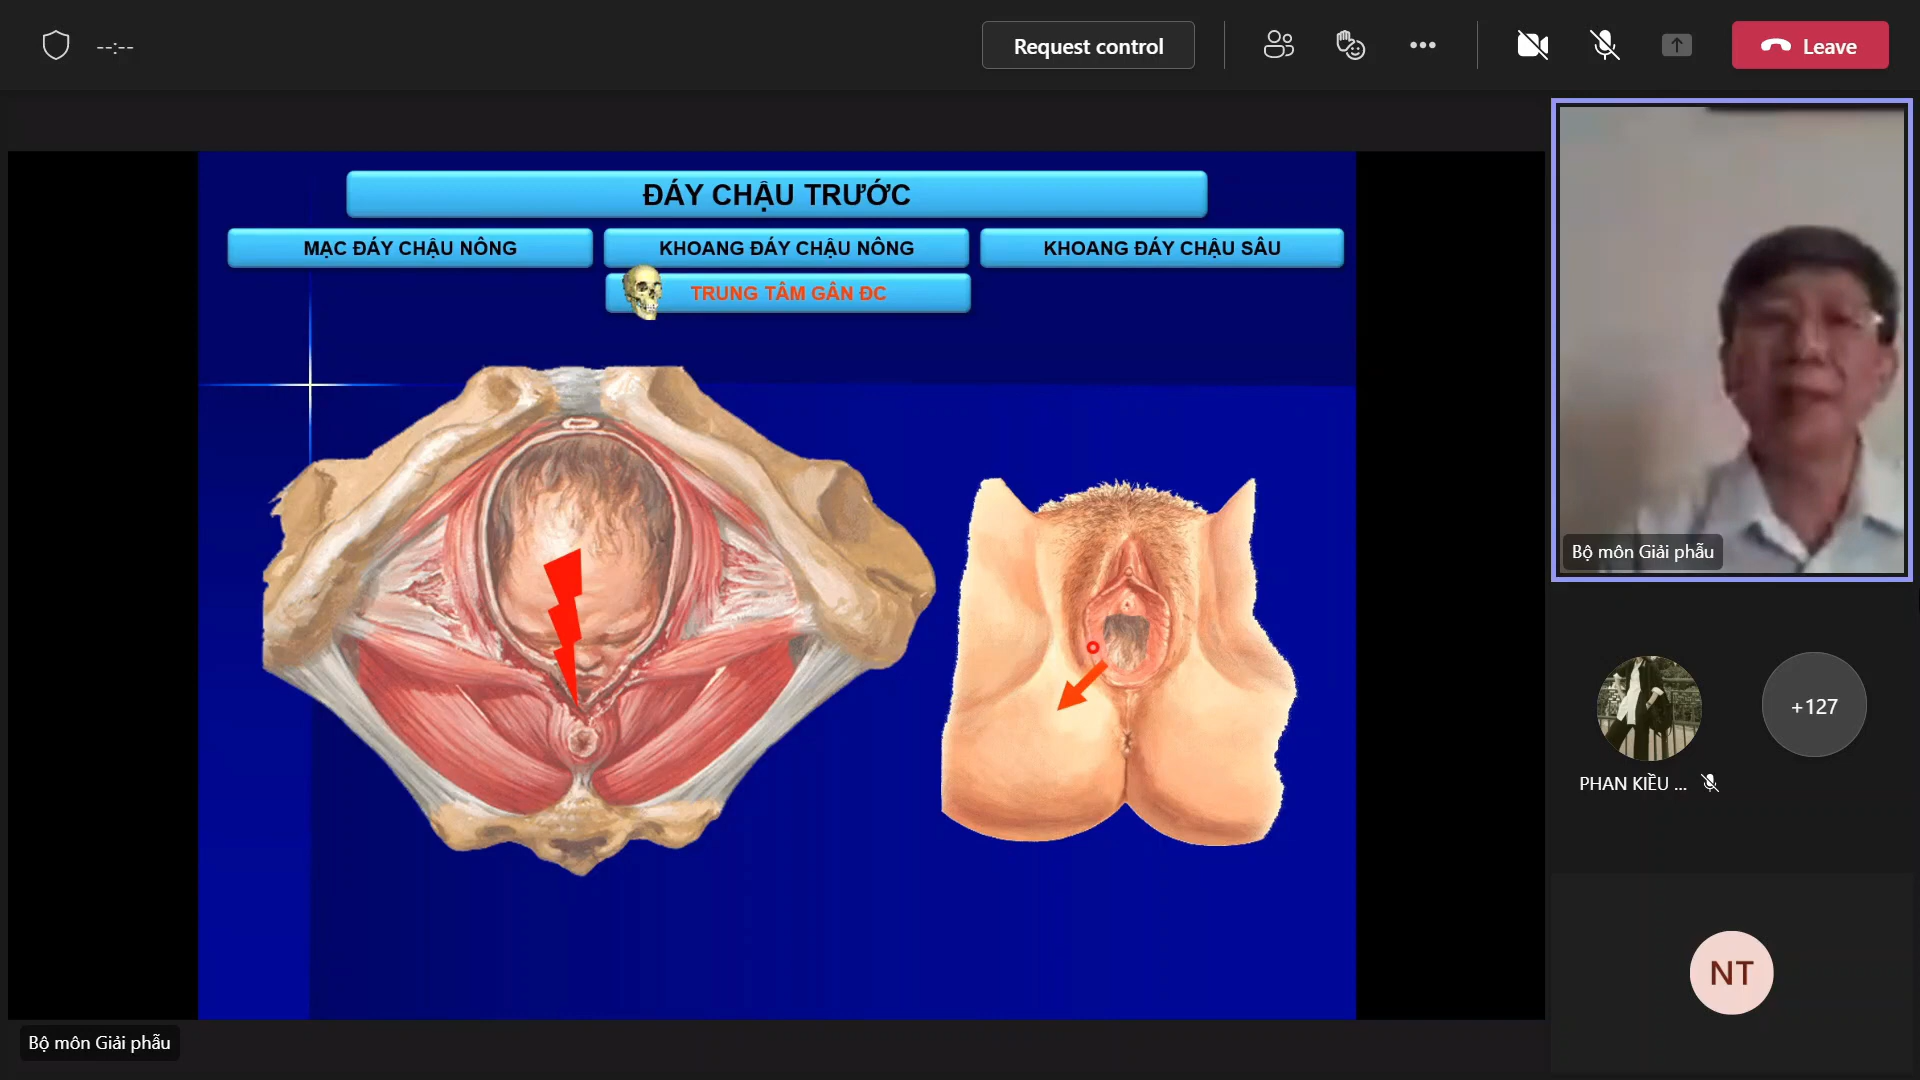 --:--
Request control
Leave
ĐÁY CHẬU TRƯỚC
MẠC ĐÁY CHẬU NÔNG
KHOANG ĐÁY CHẬU NÔNG
KHOANG ĐÁY CHẬU SÂU
TRUNG TÂM GÂN ĐC
Bộ môn Giải phẫu
+127
PHAN KIỀU ...
NT
Bộ môn Giải phẫu